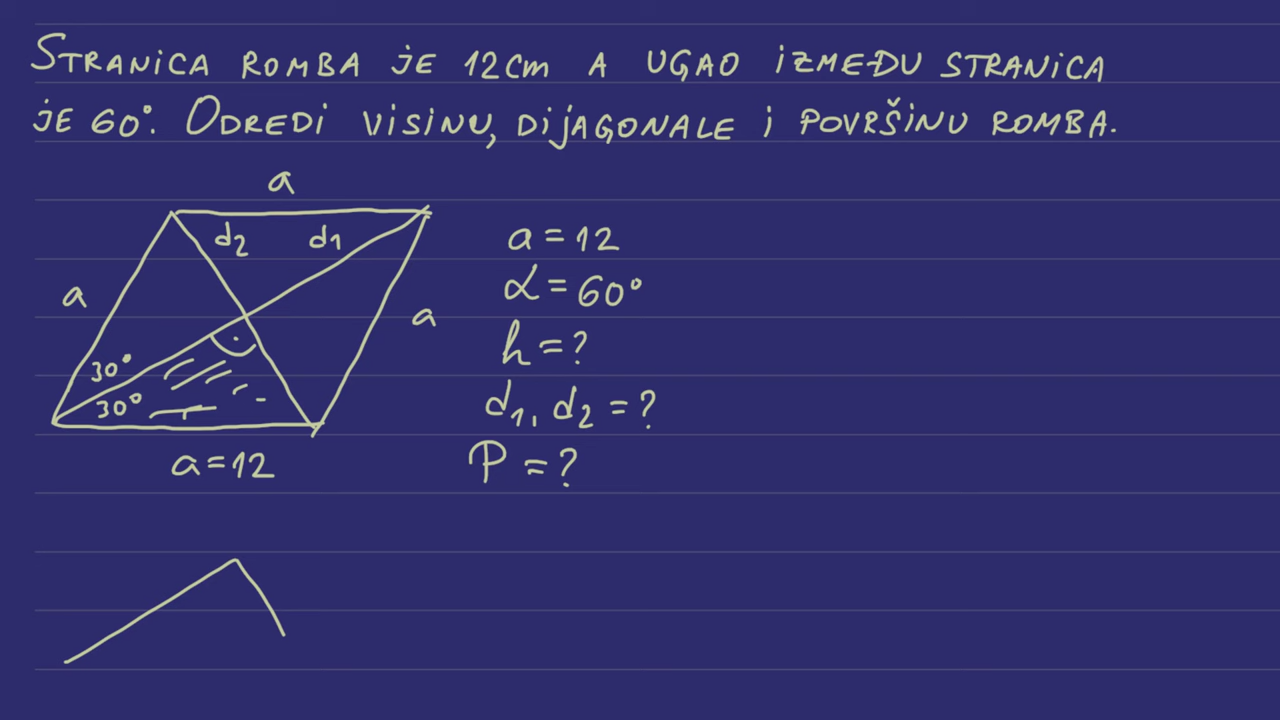 STRANICA ROMBA JE 12cm A UGAO IZMEĐU STRANICA
JE 60°. ODREDI VISINU, DIJAGONALE I POVRŠINU ROMBA.
a
d₂ d₁
a = 12
a
α = 60°
a
h = ?
30°
30°
d₁, d₂ = ?
a = 12
P = ?